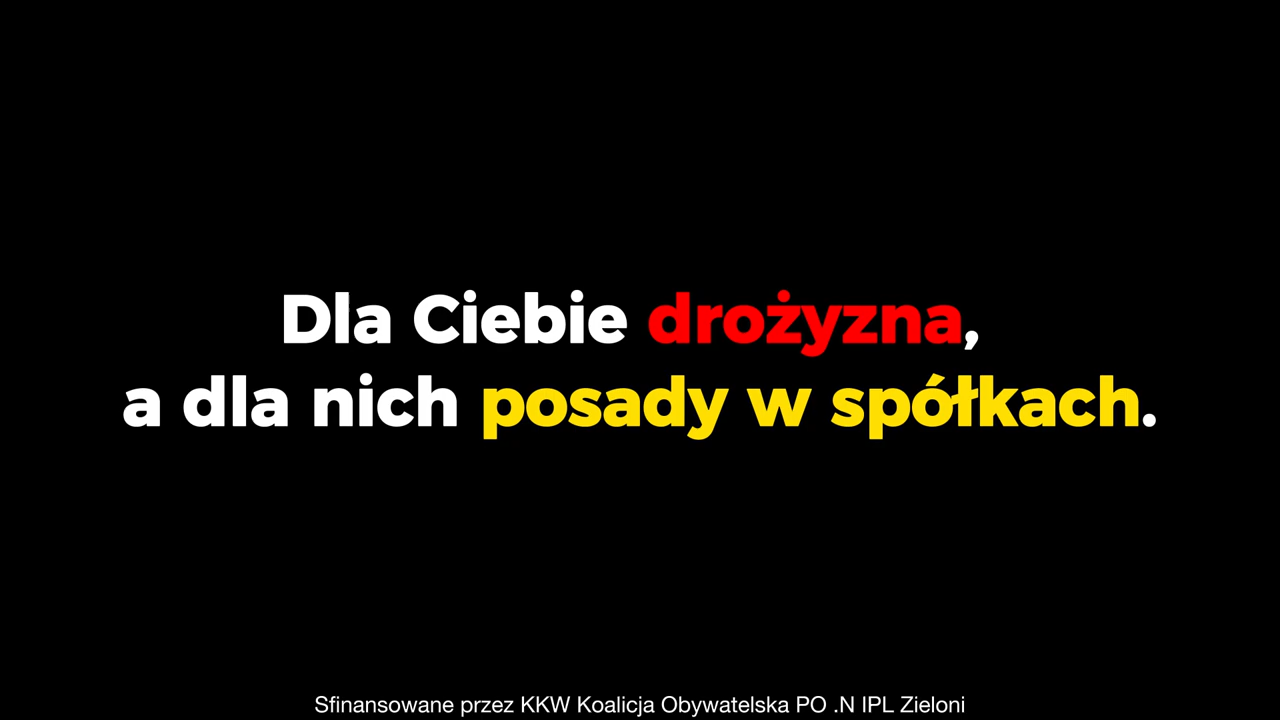 Dla Ciebie drożyzna,
a dla nich posady w spółkach.
Sfinansowane przez KKW Koalicja Obywatelska PO .N IPL Zieloni